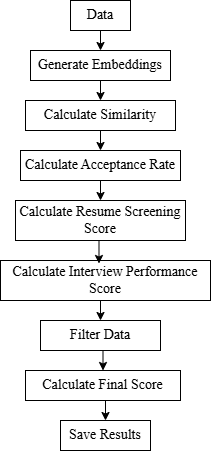 Data
Generate Embeddings
Calculate Similarity
Calculate Acceptance Rate
Calculate Resume Screening
Score
Calculate Interview Performance
Score
Filter Data
Calculate Final Score
Save Results